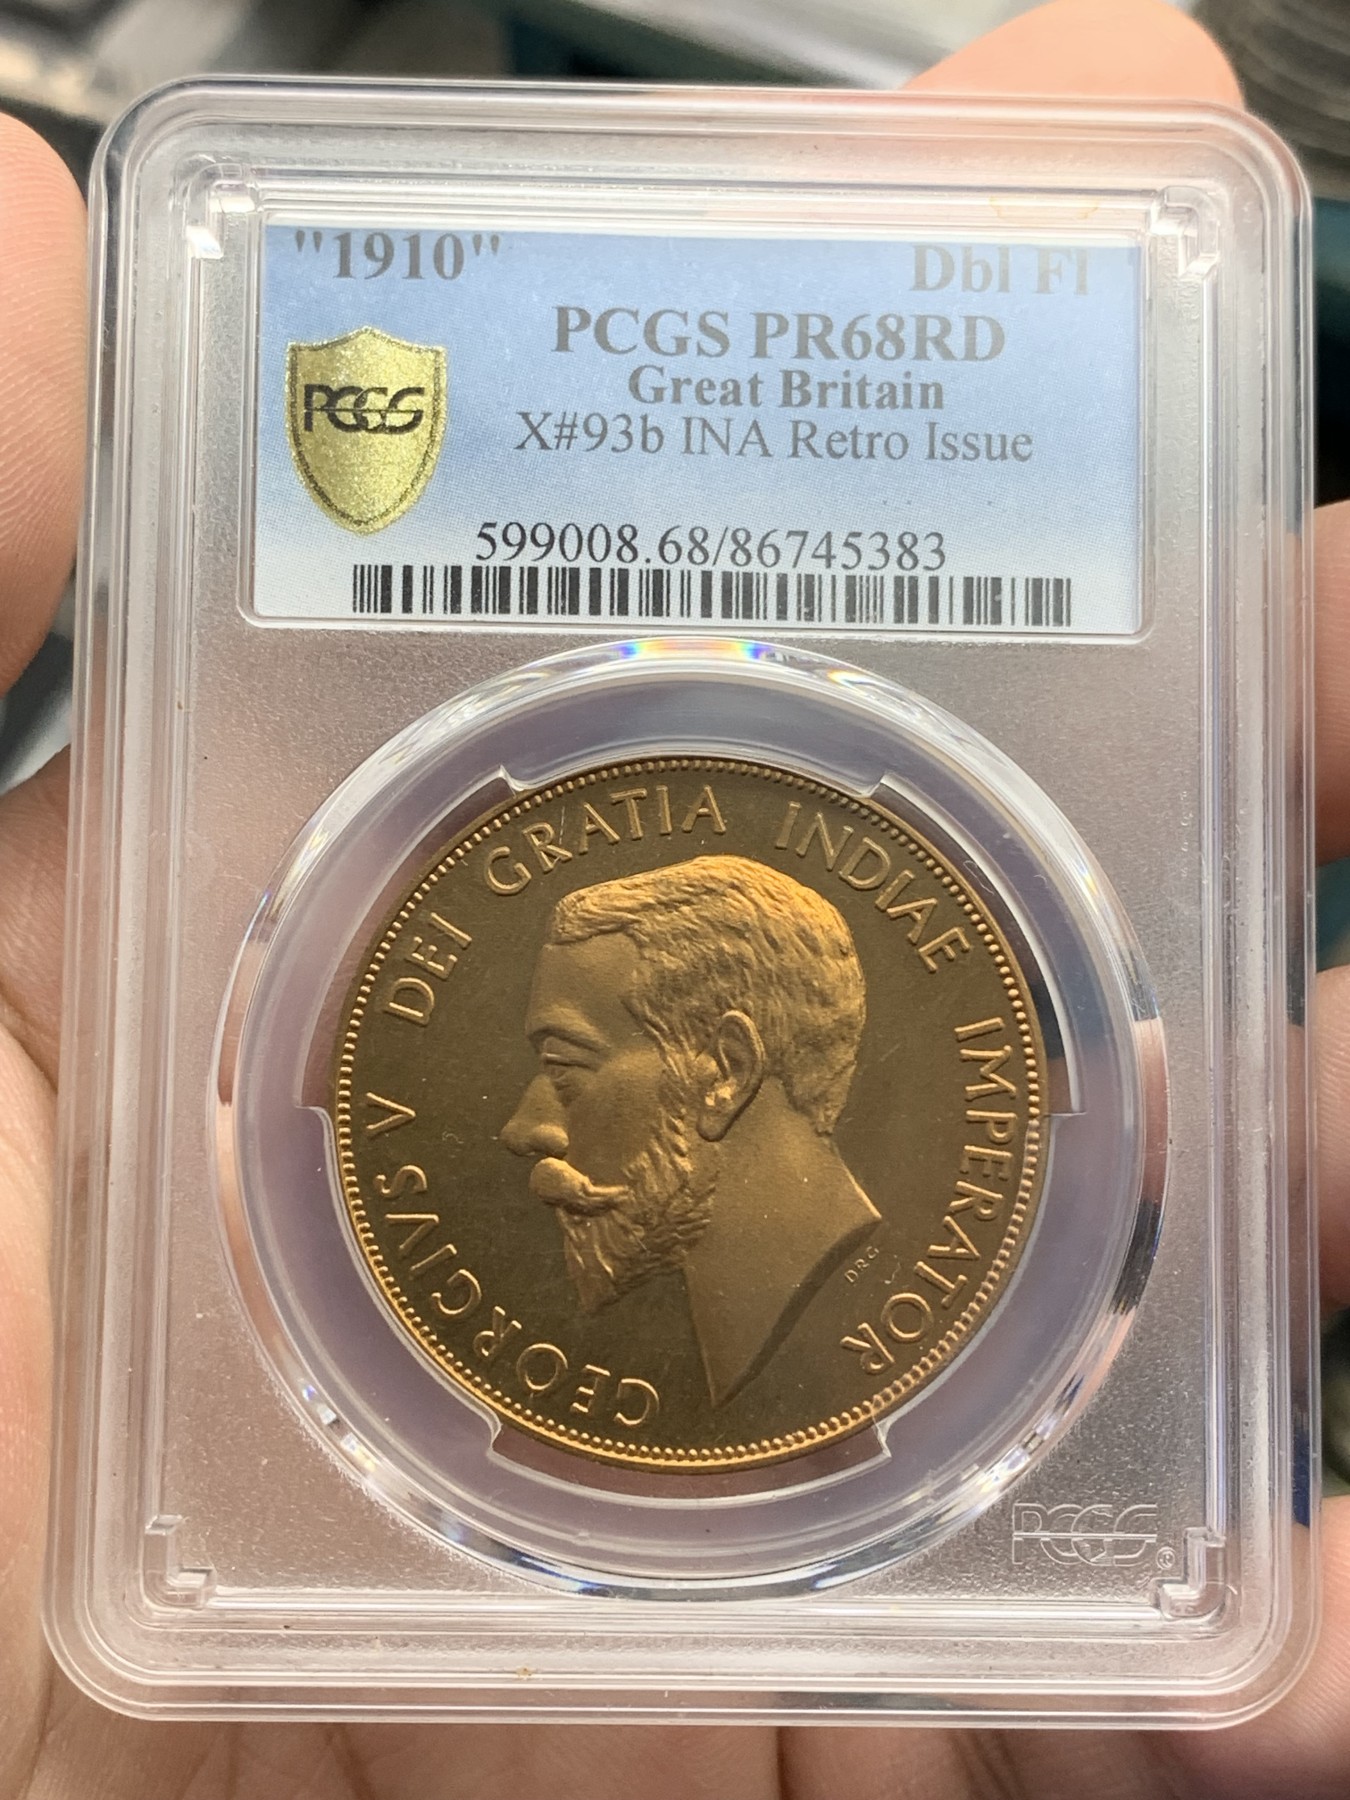 "1910" Dbl Fl
PCGS PR68RD
Great Britain
X#93b INA Retro Issue
PCGS
599008.68/86745383
GEORGIVS V DEI GRATIA INDIAE IMPERATOR
DRG
PCGS®